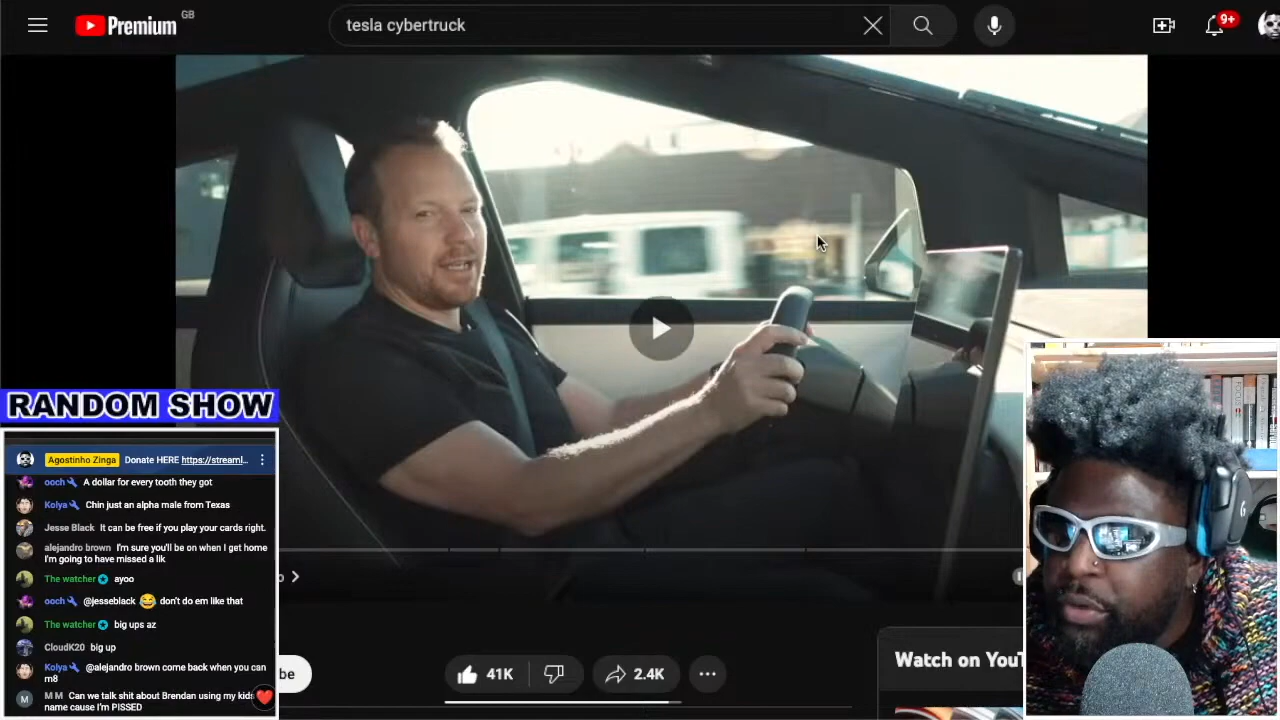 Premium
GB
tesla cybertruck
9+
RANDOM SHOW
Agostinho Zinga Donate HERE https://streaml...
ooch A dollar for every tooth they got
Kolya Chin just an alpha male from Texas
Jesse Black It can be free if you play your cards right.
alejandro brown I'm sure you'll be on when I get home
I'm going to have missed a lik
The watcher ayoo
ooch @jesseblack 😂 don't do em like that
The watcher big ups az
CloudK20 big up
Kolya @alejandro brown come back when you can
m8
M M M Can we talk shit about Brendan using my kids
name cause I'm PISSED
be
41K
2.4K
Watch on YouT